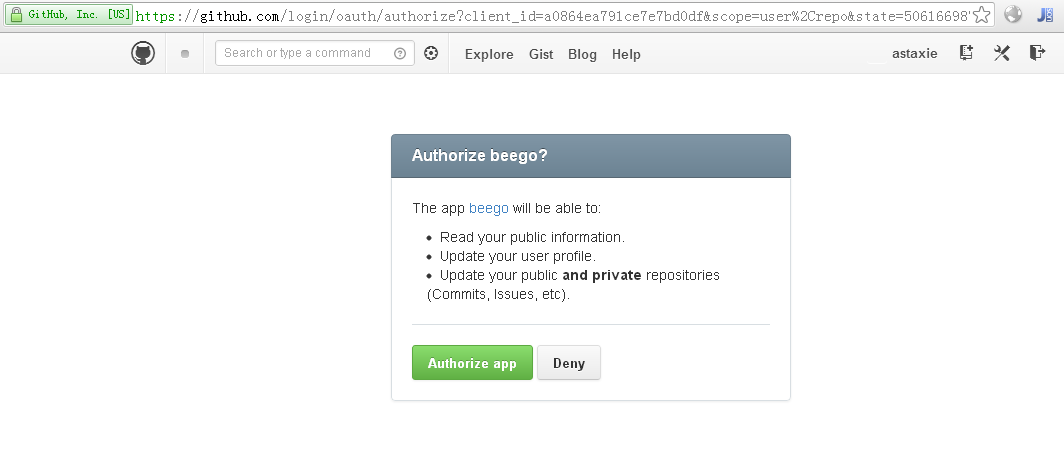 GitHub, Inc. [US] https://github.com/login/oauth/authorize?client_id=a0864ea791ce7e7bd0df&scope=user%2Crepo&state=50616698
Search or type a command Explore Gist Blog Help astaxie
Authorize beego?
The app beego will be able to:
Read your public information.
Update your user profile.
Update your public and private repositories
(Commits, Issues, etc).
Authorize app Deny